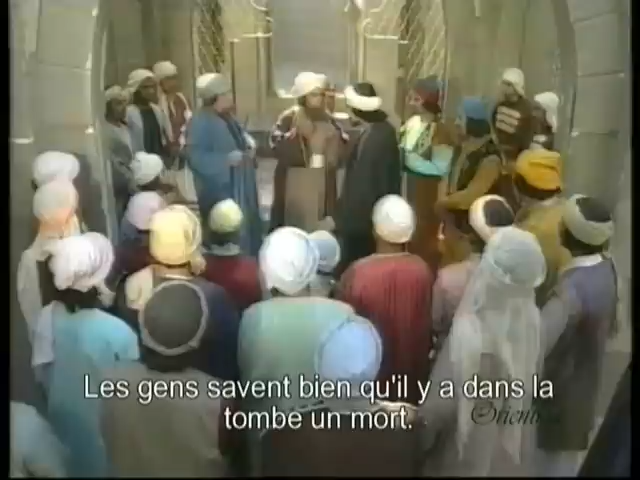 Les gens savent bien qu'il y a dans la
tombe un mort.